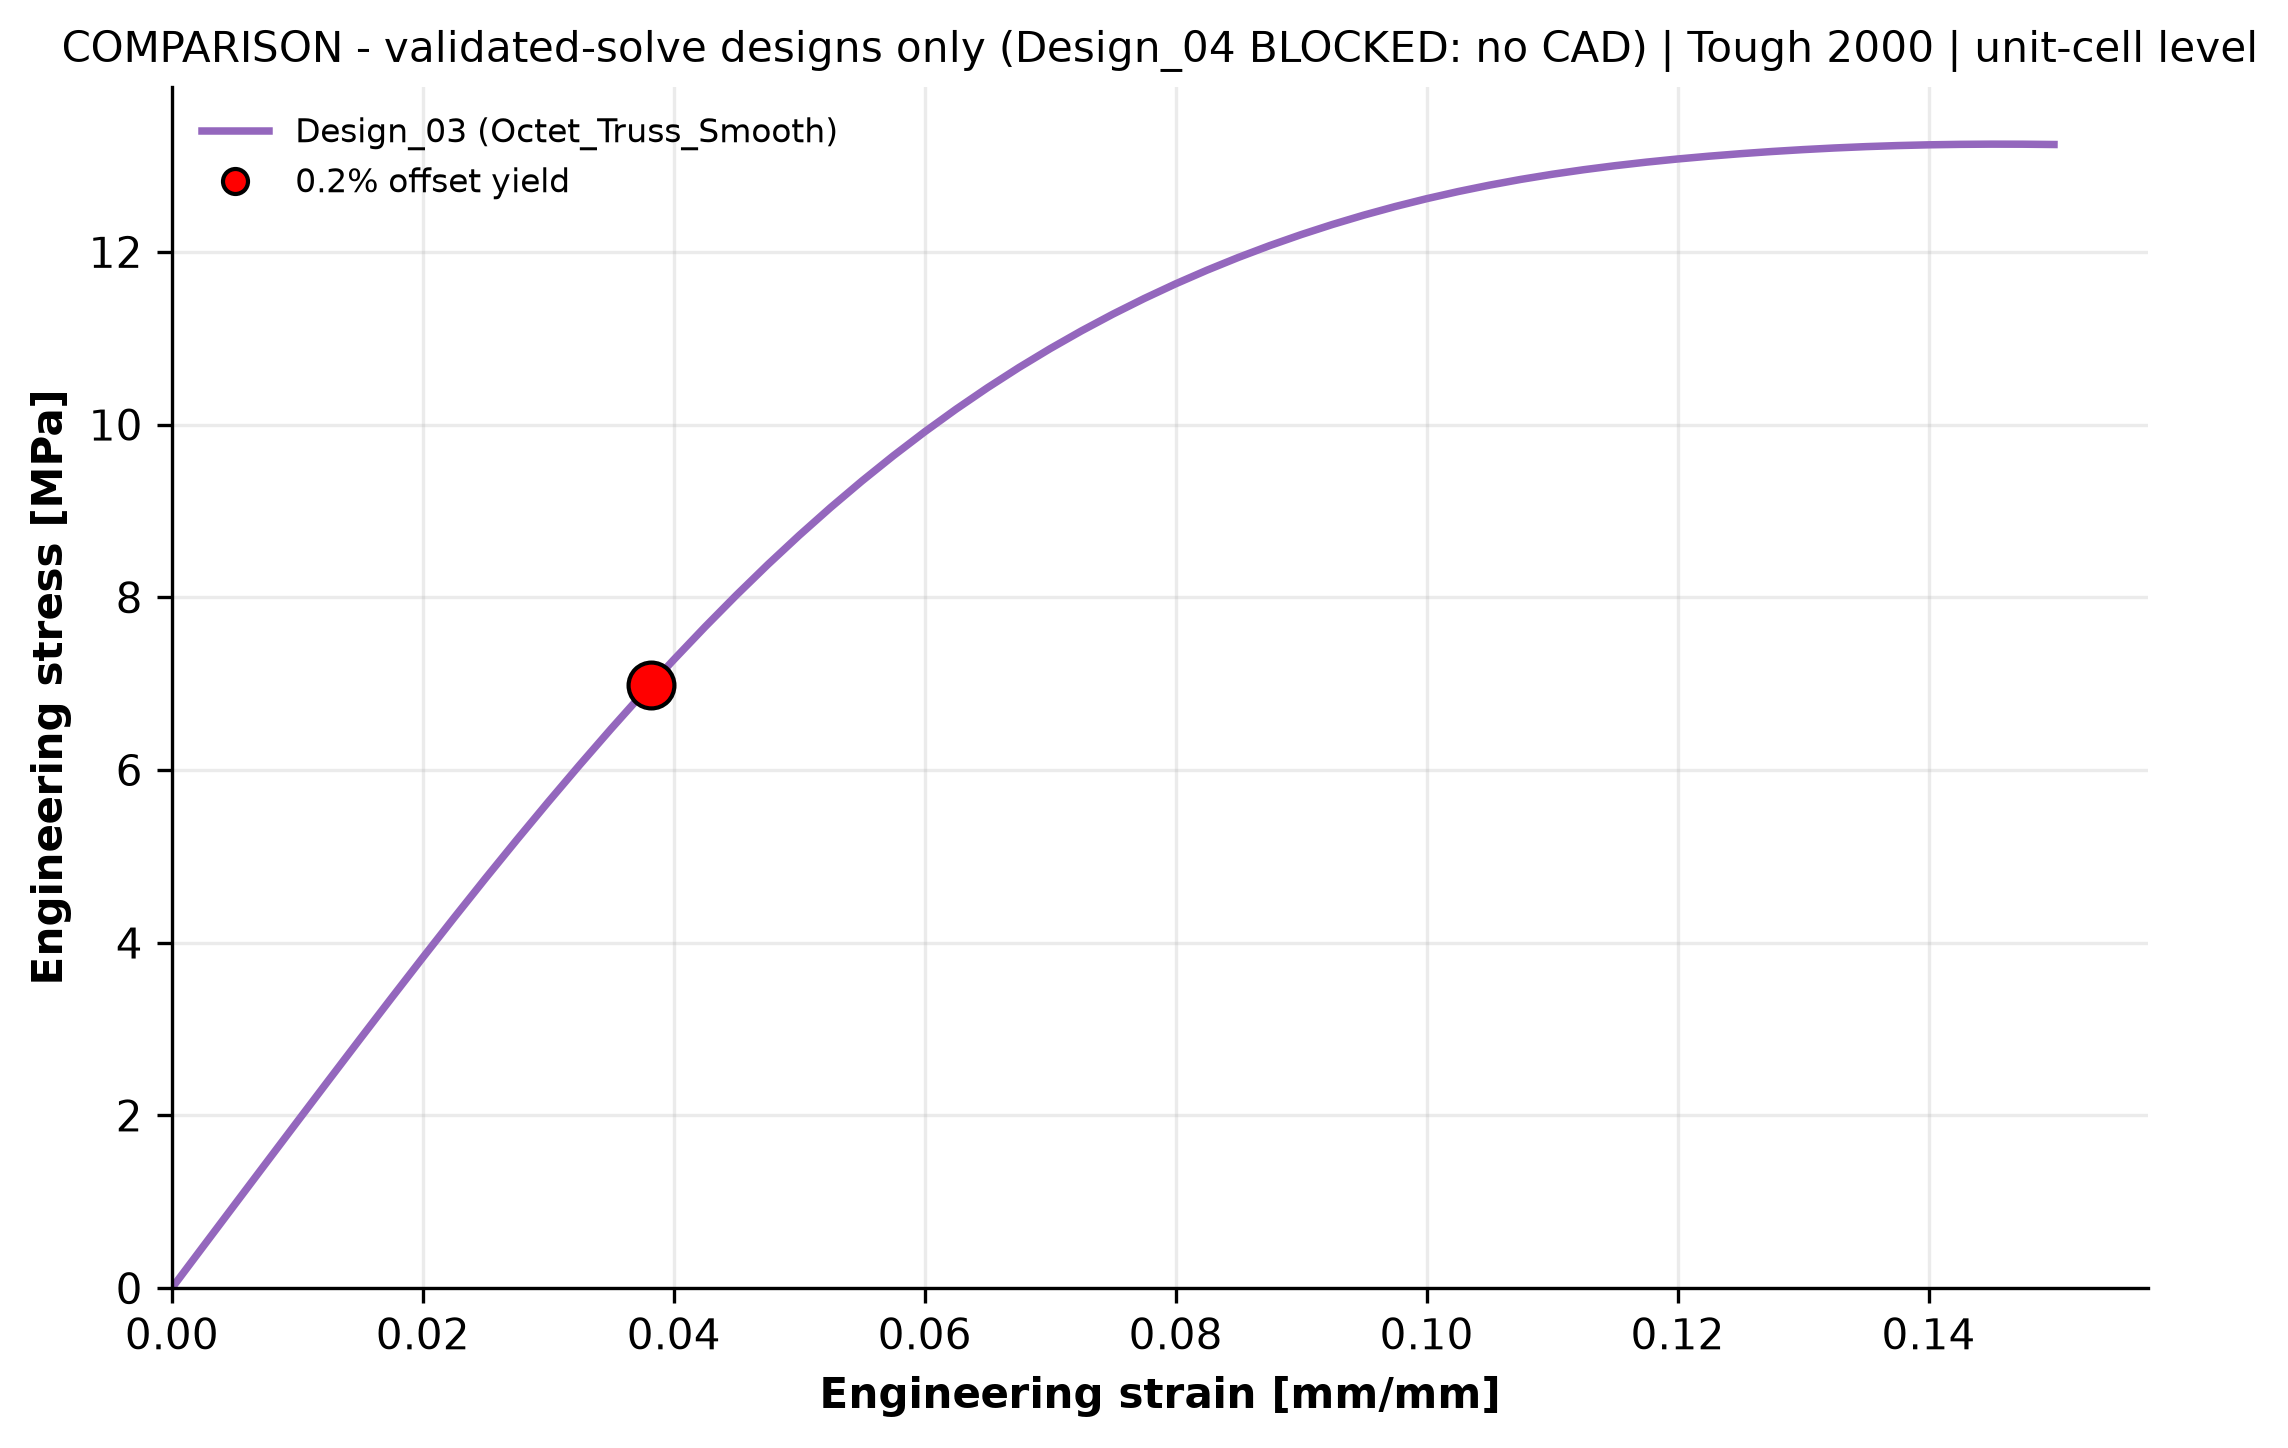 COMPARISON - validated-solve designs only (Design_04 BLOCKED: no CAD) | Tough 2000 | unit-cell level
Design_03 (Octet_Truss_Smooth)
0.2% offset yield
Engineering stress [MPa]
12
10
8
6
4
2
0
0.00 0.02 0.04 0.06 0.08 0.10 0.12 0.14
Engineering strain [mm/mm]